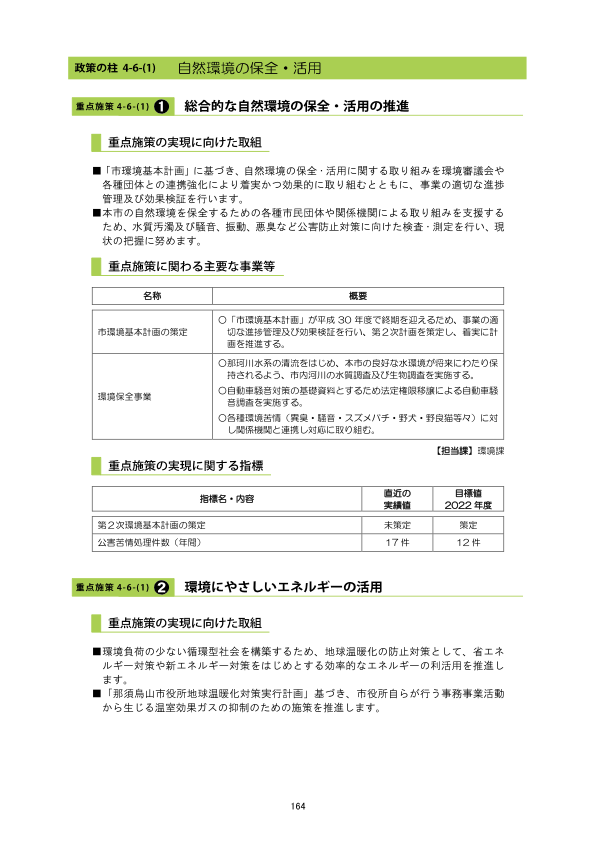 政策の柱 4-6-(1) 自然環境の保全・活用
重点施策 4-6-(1) ❶ 総合的な自然環境の保全・活用の推進
重点施策の実現に向けた取組
■「市環境基本計画」に基づき、自然環境の保全・活用に関する取り組みを環境審議会や
各種団体との連携強化により着実かつ効果的に取り組むとともに、事業の適切な進捗
管理及び効果検証を行います。
■本市の自然環境を保全するための各種市民団体や関係機関による取り組みを支援する
ため、水質汚濁及び騒音、振動、悪臭など公害防止対策に向けた検査・測定を行い、現
状の把握に努めます。
重点施策に関わる主要な事業等
名称 概要
市環境基本計画の策定
○「市環境基本計画」が平成 30 年度で終期を迎えるため、事業の適
切な進捗管理及び効果検証を行い、第２次計画を策定し、着実に計
画を推進する。
環境保全事業
○那珂川水系の清流をはじめ、本市の良好な水環境が将来にわたり保
持されるよう、市内河川の水質調査及び生物調査を実施する。
○自動車騒音対策の基礎資料とするため法定権限移譲による自動車騒
音調査を実施する。
○各種環境苦情（異臭・騒音・スズメバチ・野犬・野良猫等々）に対
し関係機関と連携し対応に取り組む。
【担当課】環境課
重点施策の実現に関する指標
指標名・内容 直近の実績値 目標値 2022 年度
第２次環境基本計画の策定 未策定 策定
公害苦情処理件数（年間） 17 件 12 件
重点施策 4-6-(1) ❷ 環境にやさしいエネルギーの活用
重点施策の実現に向けた取組
■環境負荷の少ない循環型社会を構築するため、地球温暖化の防止対策として、省エネ
ルギー対策や新エネルギー対策をはじめとする効率的なエネルギーの利活用を推進し
ます。
■「那須烏山市役所地球温暖化対策実行計画」基づき、市役所自らが行う事務事業活動
から生じる温室効果ガスの抑制のための施策を推進します。
164